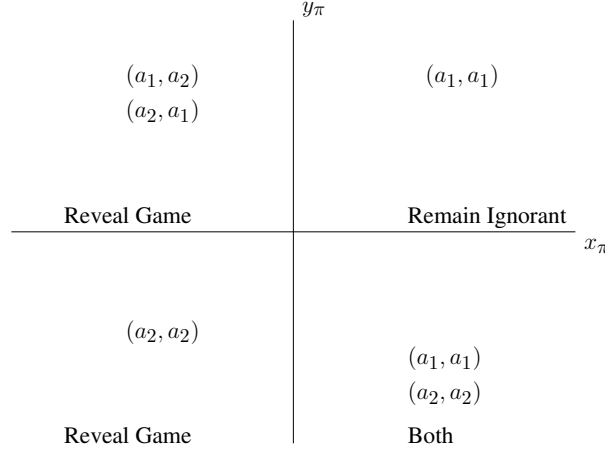 y_π
(a_1, a_2)
(a_2, a_1)
(a_1, a_1)
Reveal Game
Remain Ignorant
x_π
(a_2, a_2)
(a_1, a_1)
(a_2, a_2)
Reveal Game
Both